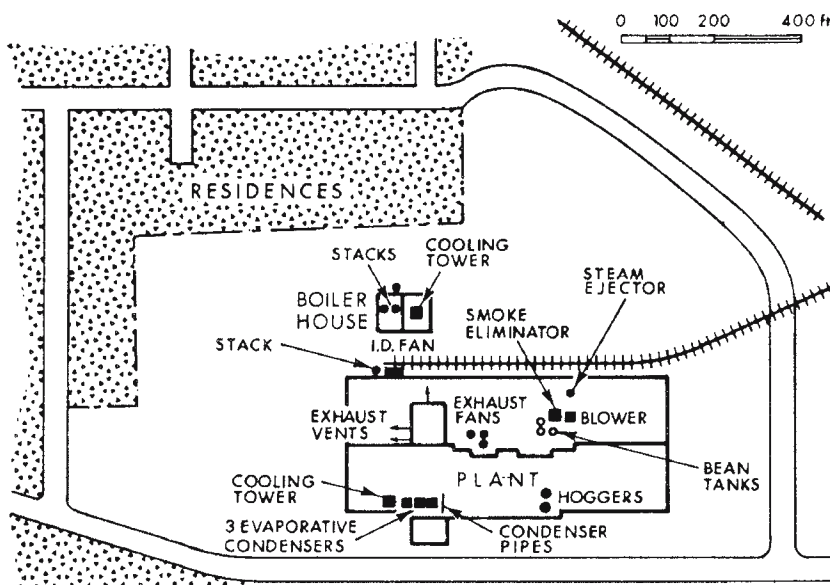 0 100 200 400 ft
RESIDENCES
STACKS
COOLING
TOWER
BOILER
HOUSE
STEAM
EJECTOR
SMOKE
ELIMINATOR
I.D. FAN
STACK
EXHAUST
VENTS
EXHAUST
FANS
BLOWER
PLANT
BEAN
TANKS
COOLING
TOWER
HOGGERS
3 EVAPORATIVE
CONDENSERS
CONDENSER
PIPES